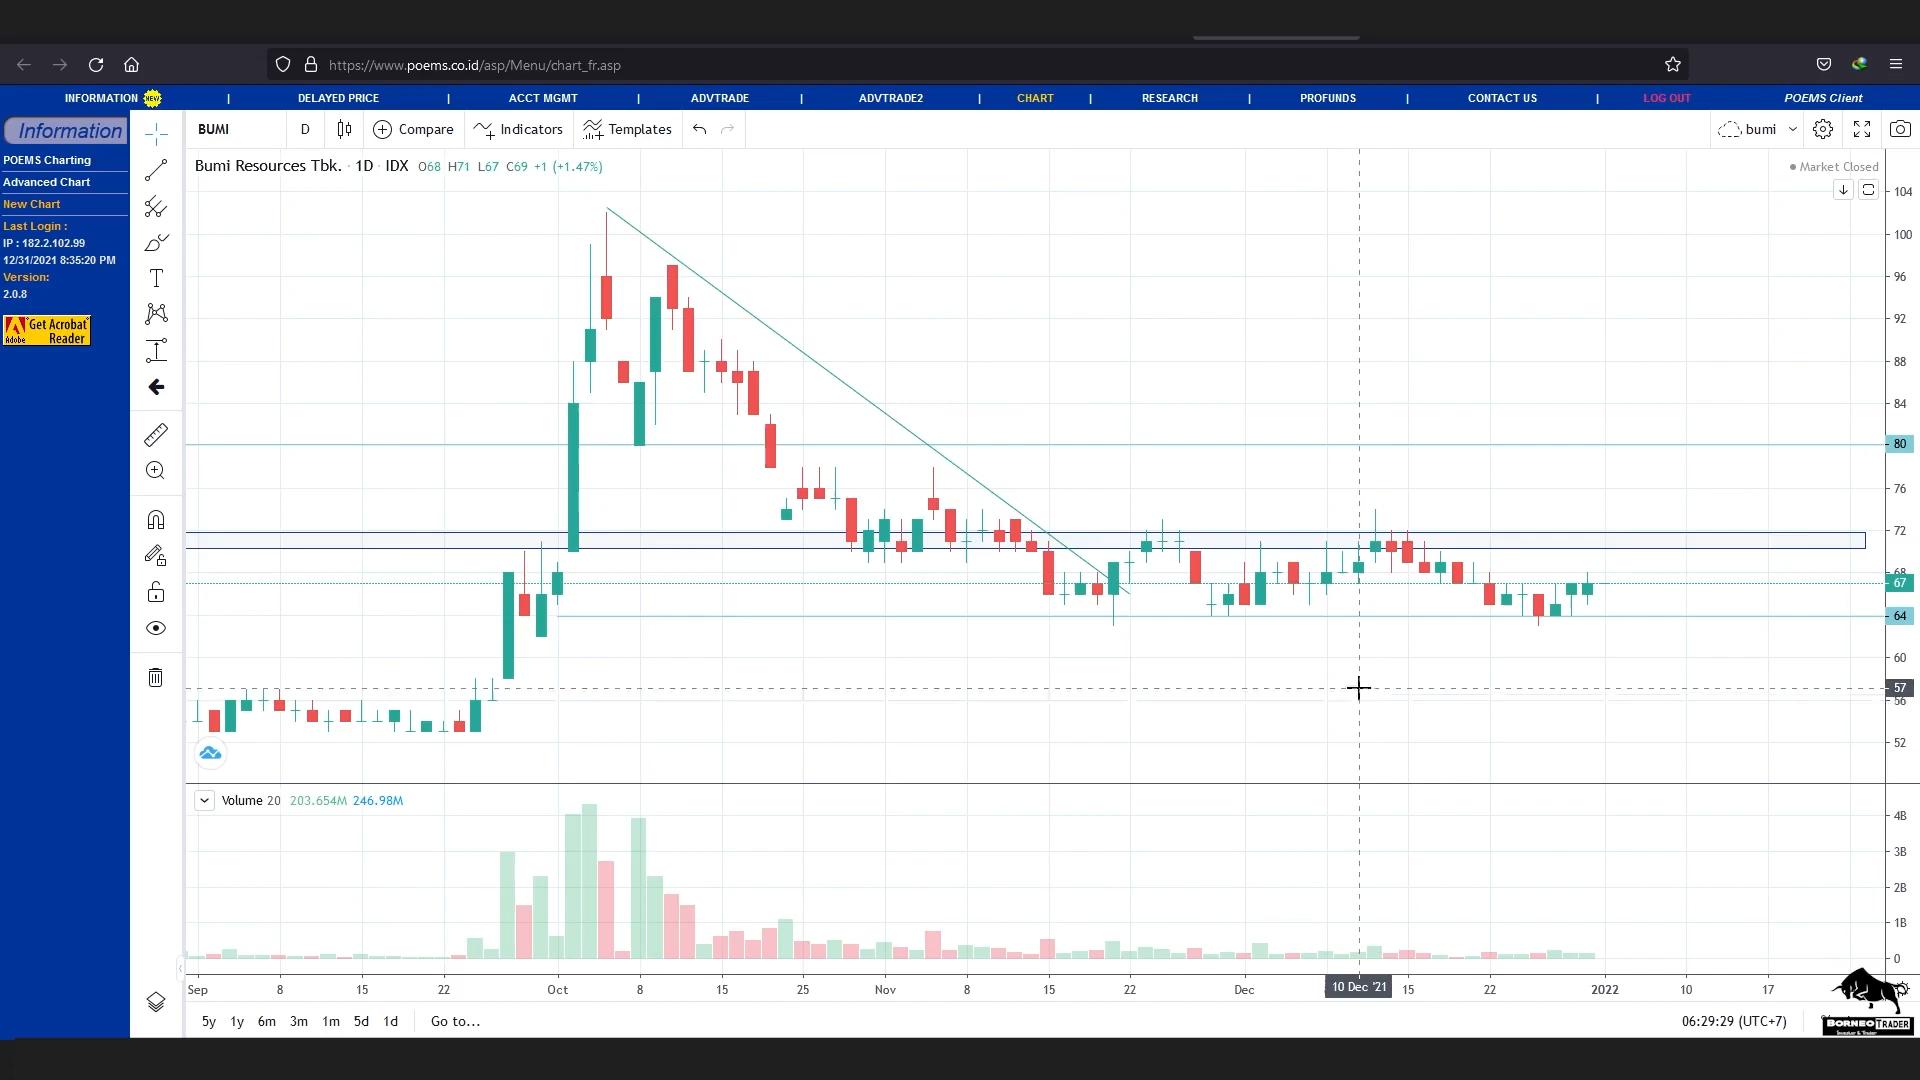 https://www.poems.co.id/asp/Menu/chart_fr.asp
INFORMATION NEW | DELAYED PRICE | ACCT MGMT | ADVTRADE | ADVTRADE2 | CHART | RESEARCH | PROFUNDS | CONTACT US | LOG OUT POEMS Client
Information
POEMS Charting
Advanced Chart
New Chart
Last Login :
IP : 182.2.102.99
12/31/2021 8:35:20 PM
Version:
2.0.8
Get Acrobat
Adobe Reader
BUMI D Compare Indicators Templates bumi
Bumi Resources Tbk. · 1D · IDX O68 H71 L67 C69 +1 (+1.47%)
Market Closed
104
100
96
92
88
84
80
76
72
68
67
64
60
57
56
52
Volume 20 203.654M 246.98M
4B
3B
2B
1B
0
Sep 8 15 22 Oct 8 15 25 Nov 8 15 22 Dec 10 Dec '21 15 22 2022 10 17
5y 1y 6m 3m 1m 5d 1d Go to... 06:29:29 (UTC+7)
BORNEO TRADER